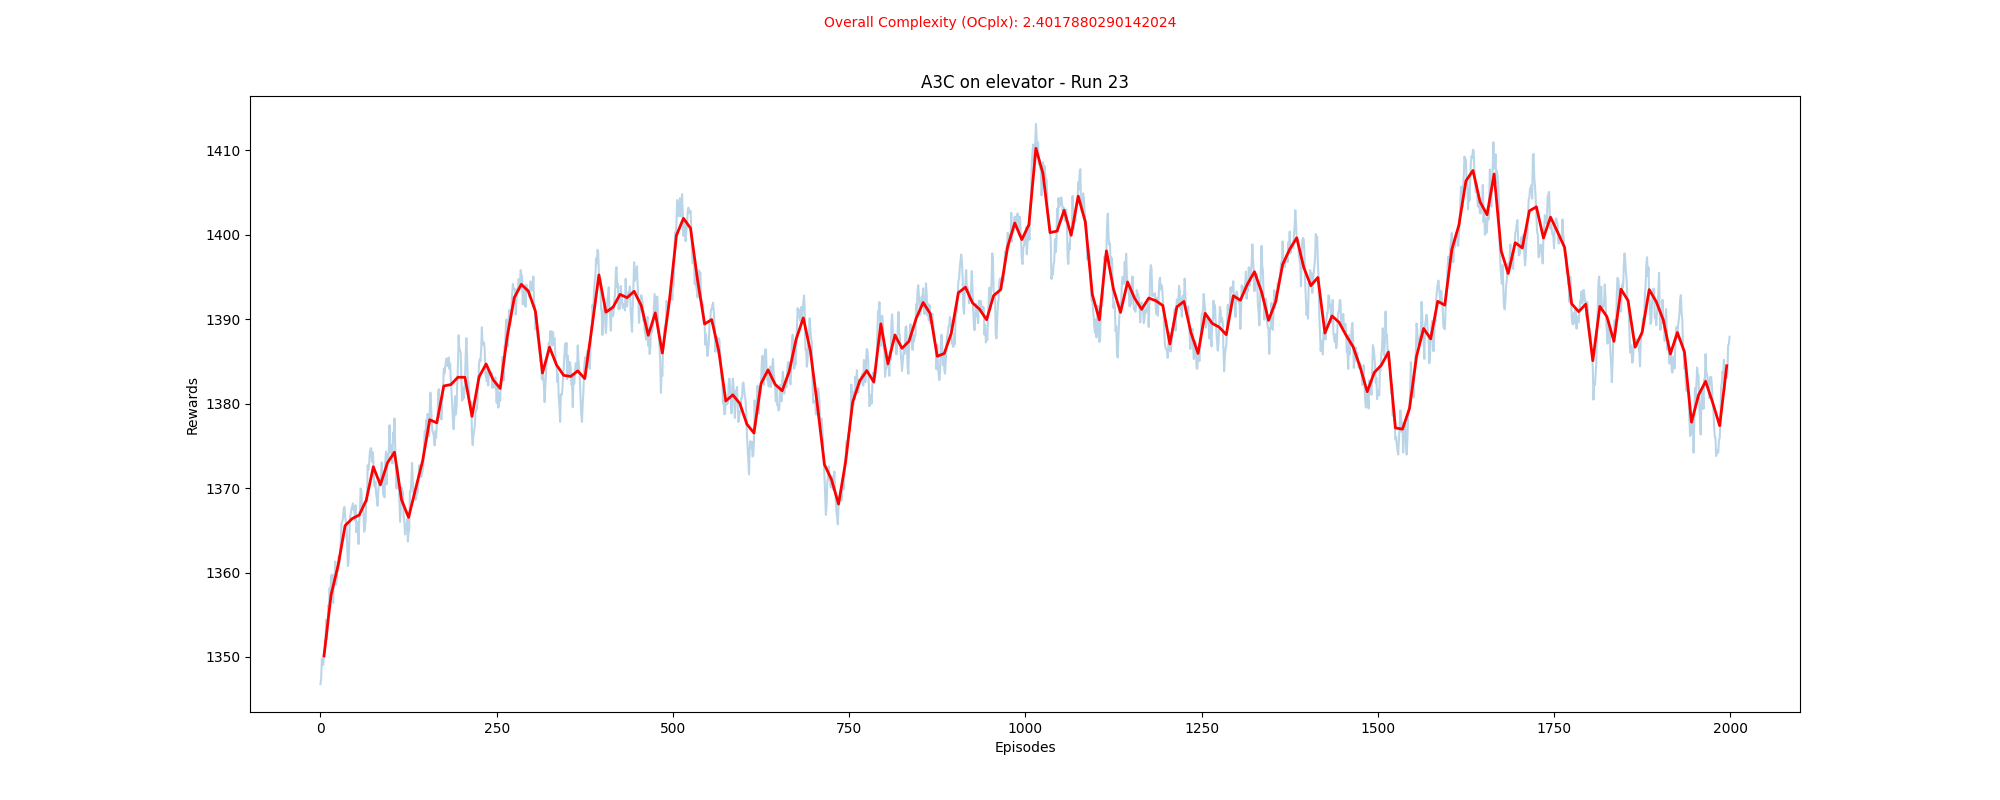 Overall Complexity (OCplx): 2.4017880290142024
A3C on elevator - Run 23
1410
1400
1390
1380
1370
1360
1350
Rewards
0 250 500 750 1000 1250 1500 1750 2000
Episodes